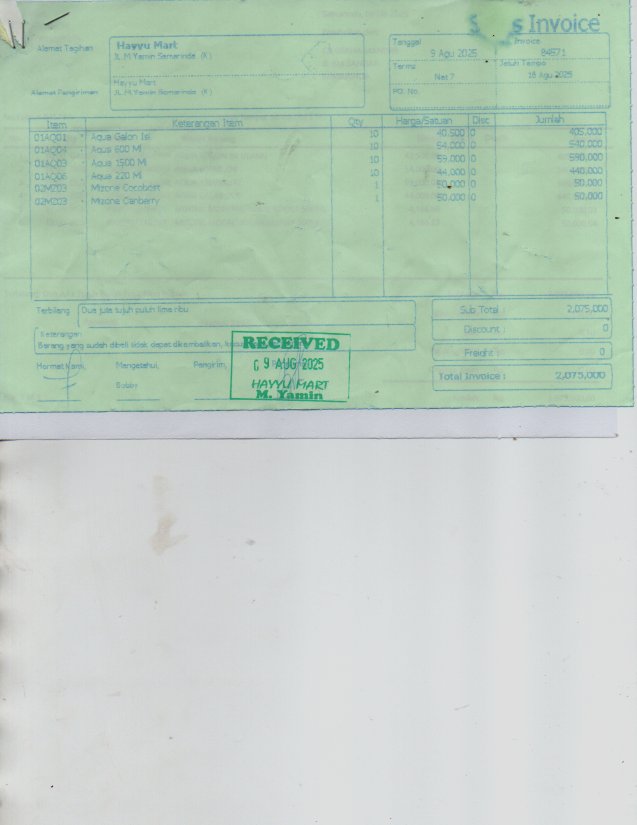 Invoice
Alamat Tagihan
Hayyu Mart
JL. M.Yamin Samarinda (K)
Tanggal
9 Agu 2025
Invoice
84571
Terms
Net 7
Jatuh Tempo
16 Agu 2025
Alamat Pengiriman
Hayyu Mart
JL. M.Yamin Samarinda (K)
PO. No.
Item Keterangan Item Qty Harga/Satuan Disc Jumlah
01AQ01 Aqua Galon Isi 10 40,500 0 405,000
01AQ04 Aqua 600 Ml 10 54,000 0 540,000
01AQ03 Aqua 1500 Ml 10 59,000 0 590,000
01AQ06 Aqua 220 Ml 10 44,000 0 440,000
02MZ03 Mizone Cocoboost 1 50,000 0 50,000
02MZ03 Mizone Canberry 1 50,000 0 50,000
Terbilang Dua juta tujuh puluh lima ribu
Sub Total : 2,075,000
Discount : 0
Keterangan
Barang yang sudah dibeli tidak dapat dikembalikan,
Freight : 0
Total Invoice : 2,075,000
Hormat Kami, Mengetahui, Pengirim,
Bobby
RECEIVED
09 AUG 2025
HAYYU MART
M. Yamin